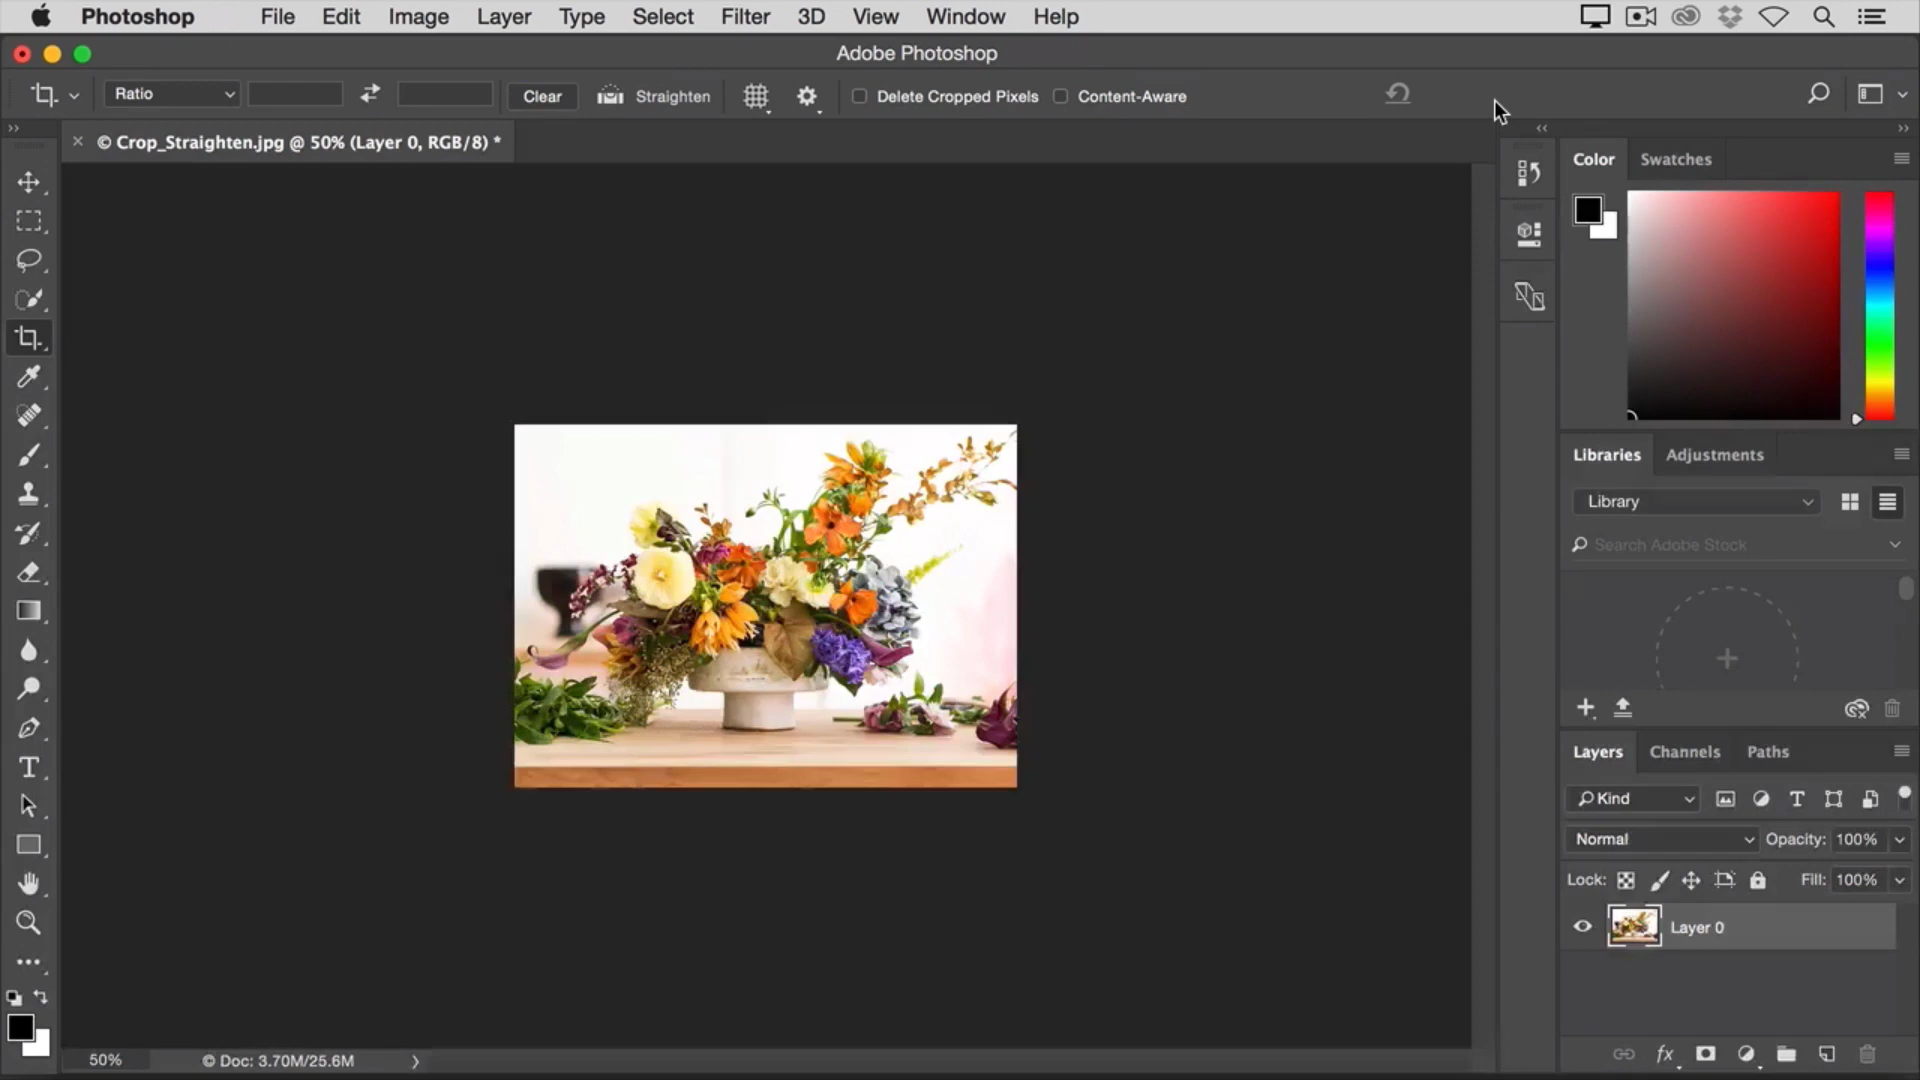 Photoshop File Edit Image Layer Type Select Filter 3D View Window Help
Adobe Photoshop
Ratio Clear Straighten Delete Cropped Pixels Content-Aware
© Crop_Straighten.jpg @ 50% (Layer 0, RGB/8) *
Color Swatches
Libraries Adjustments
Library
Search Adobe Stock
Layers Channels Paths
Kind
Normal Opacity: 100%
Lock: Fill: 100%
Layer 0
50% © Doc: 3.70M/25.6M
fx